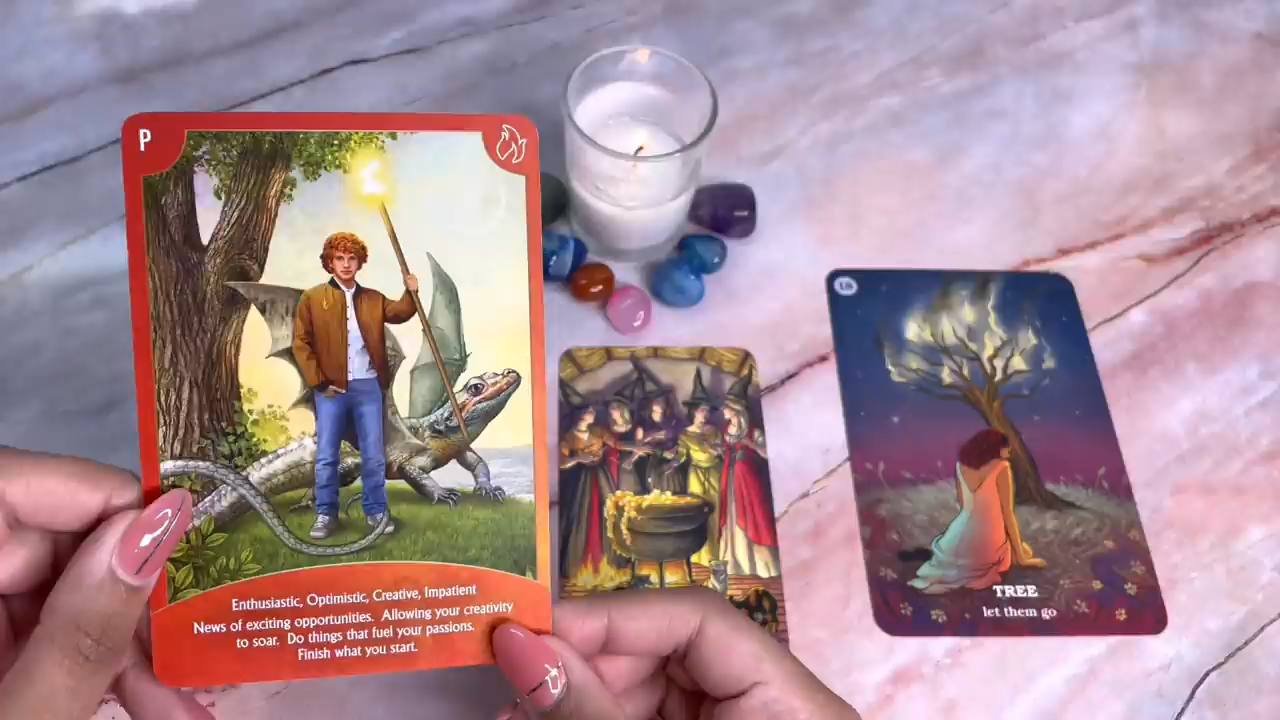 P
Enthusiastic, Optimistic, Creative, Impatient
News of exciting opportunities. Allowing your creativity
to soar. Do things that fuel your passions.
Finish what you start.
TREE
let them go